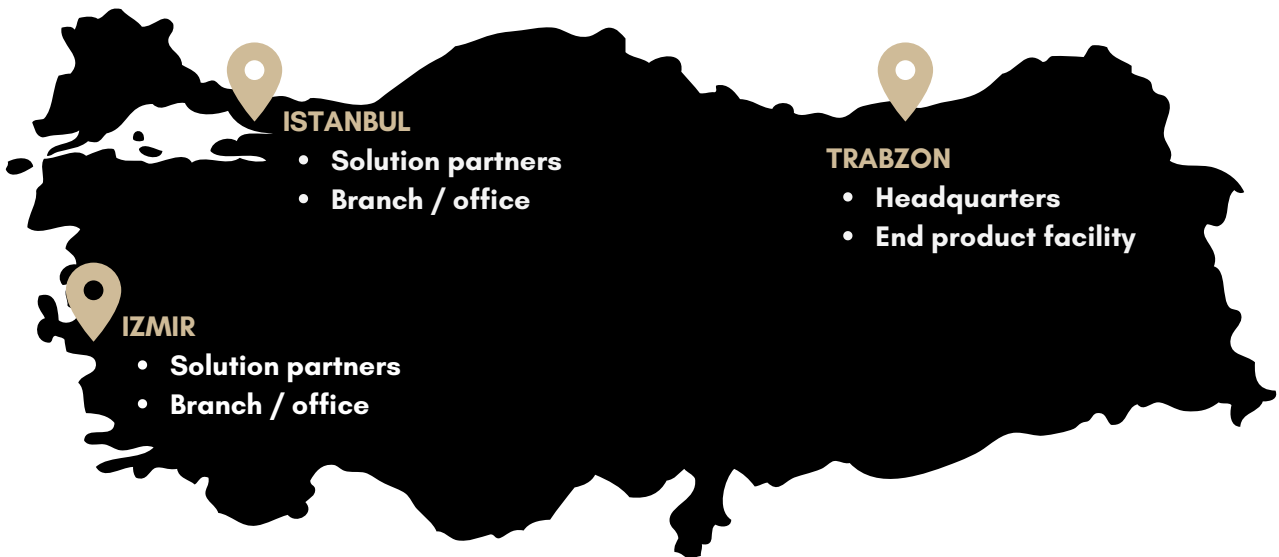 ISTANBUL
• Solution partners
• Branch / office
TRABZON
• Headquarters
• End product facility
IZMIR
• Solution partners
• Branch / office